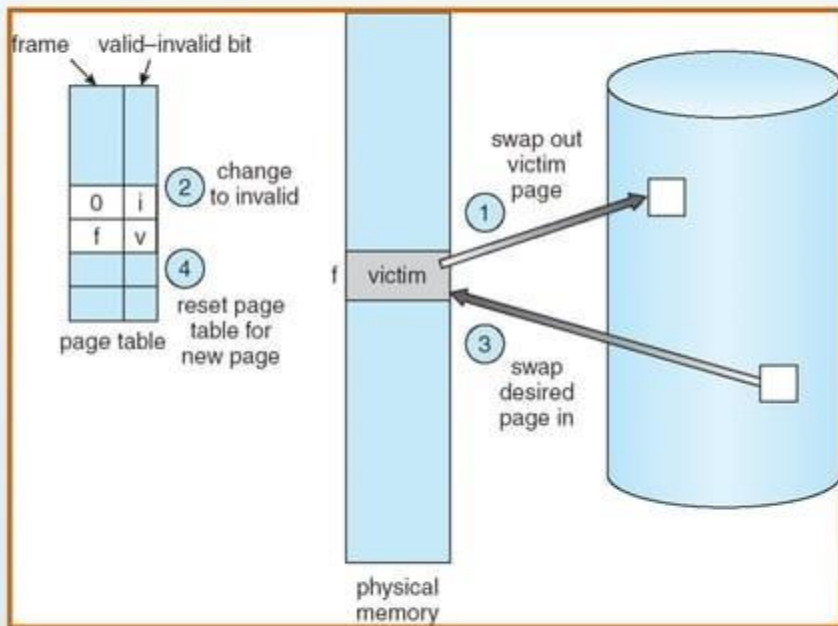 frame
valid–invalid bit
0 i
f v
page table
2
change
to invalid
4
reset page
table for
new page
f
victim
physical
memory
swap out
victim
page
1
3
swap
desired
page in